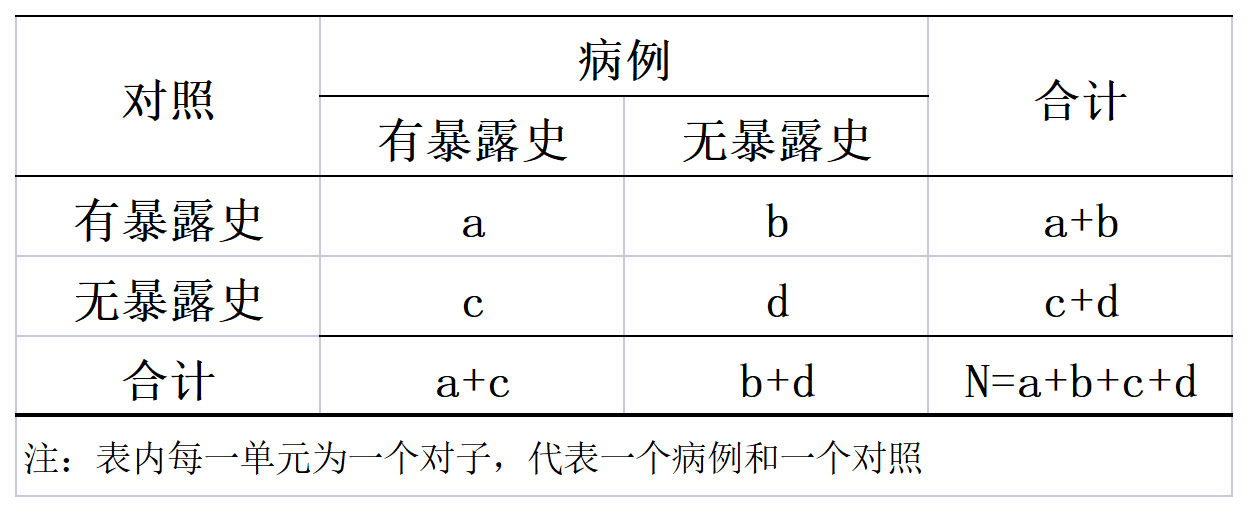 对照 病例 合计
有暴露史 无暴露史
有暴露史 a b a+b
无暴露史 c d c+d
合计 a+c b+d N=a+b+c+d
注：表内每一单元为一个对子，代表一个病例和一个对照